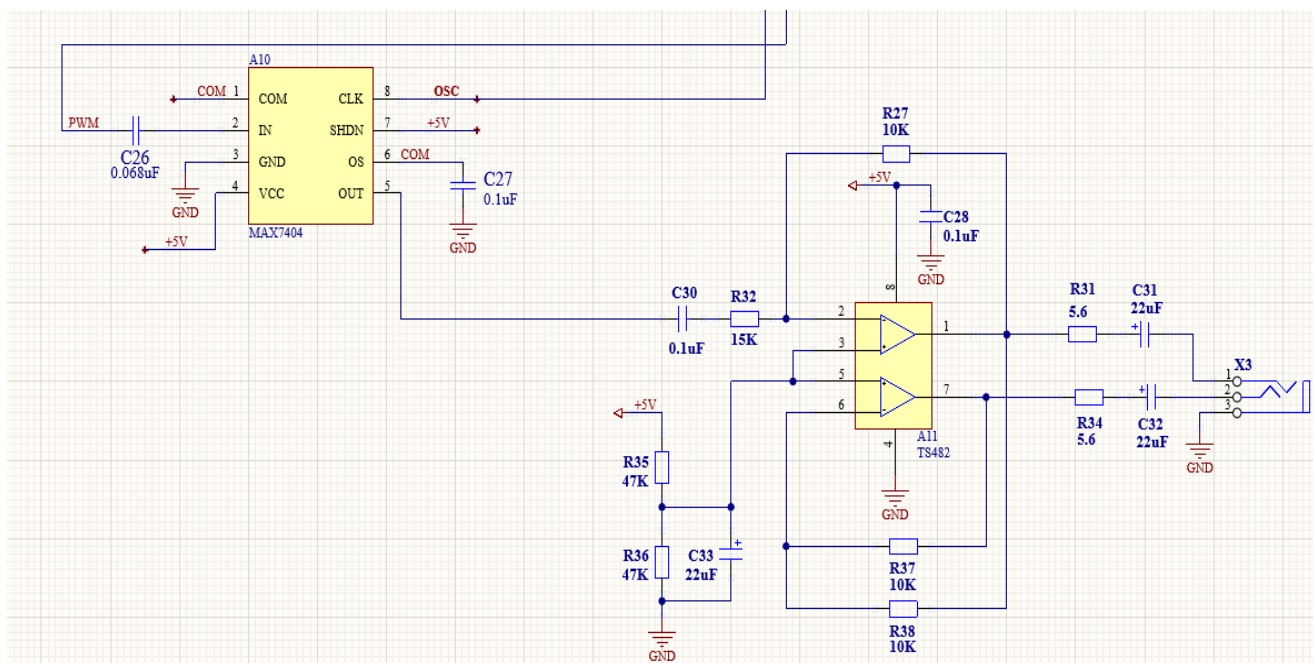 A10
COM 1 COM CLK 8 OSC
PWM 2 IN SHDN 7 +5V
C26
0.068uF
3 GND OS 6 COM
C27
0.1uF
4 VCC OUT 5
GND
GND
MAX7404
+5V
R27
10K
+5V
C28
0.1uF
GND
8
C30
0.1uF
R32
15K
2
3
5
6
1
7
4
A11
TS482
GND
R31
5.6
C31
22uF
+
X3
1
2
3
+
R34
5.6
C32
22uF
GND
+5V
R35
47K
R36
47K
C33
22uF
+
GND
R37
10K
R38
10K